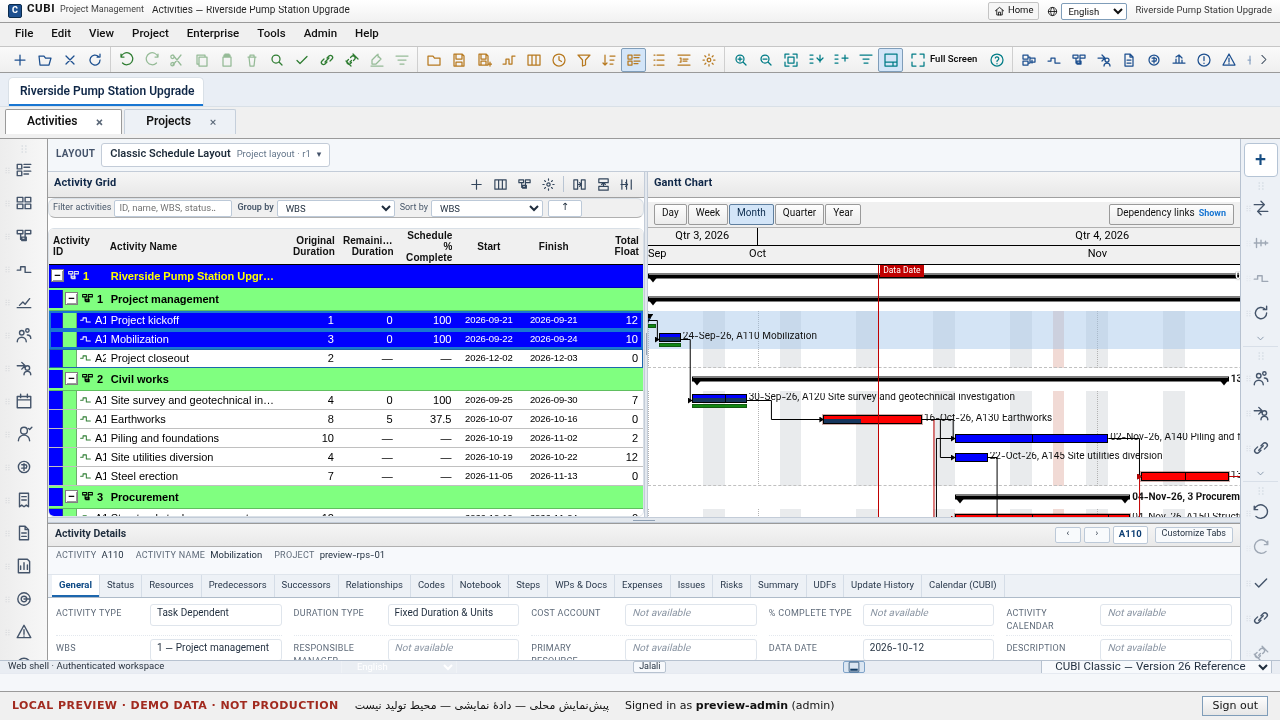 CUBI Project Management Activities — Riverside Pump Station Upgrade Home English Riverside Pump Station Upgrade
File Edit View Project Enterprise Tools Admin Help
Full Screen
Riverside Pump Station Upgrade
Activities × Projects ×
LAYOUT Classic Schedule Layout Project layout · r1
Activity Grid
Gantt Chart
Filter activities ID, name, WBS, status.. Group by WBS Sort by WBS ↑
Day Week Month Quarter Year Dependency links Shown
Activity ID Activity Name Original Duration Remaini... Duration Schedule % Complete Start Finish Total Float
Qtr 3, 2026 Qtr 4, 2026
Sep Oct Nov
Data Date
1 Riverside Pump Station Upgr...
1 Project management
A1 Project kickoff 1 0 100 2026-09-21 2026-09-21 12
A1 Mobilization 3 0 100 2026-09-22 2026-09-24 10
24-Sep-26, A110 Mobilization
A2 Project closeout 2 — — 2026-12-02 2026-12-03 0
2 Civil works
13
A1 Site survey and geotechnical in... 4 0 100 2026-09-25 2026-09-30 7
30-Sep-26, A120 Site survey and geotechnical investigation
A1 Earthworks 8 5 37.5 2026-10-07 2026-10-16 0
16-Oct-26, A130 Earthworks
A1 Piling and foundations 10 — — 2026-10-19 2026-11-02 2
02-Nov-26, A140 Piling and f
A1 Site utilities diversion 4 — — 2026-10-19 2026-10-22 12
22-Oct-26, A145 Site utilities diversion
A1 Steel erection 7 — — 2026-11-05 2026-11-13 0
3 Procurement
04-Nov-26, 3 Procurem
Activity Details ‹ › A110 Customize Tabs
ACTIVITY A110 ACTIVITY NAME Mobilization PROJECT preview-rps-01
General Status Resources Predecessors Successors Relationships Codes Notebook Steps WPs & Docs Expenses Issues Risks Summary UDFs Update History Calendar (CUBI)
ACTIVITY TYPE Task Dependent DURATION TYPE Fixed Duration & Units COST ACCOUNT Not available % COMPLETE TYPE Not available ACTIVITY CALENDAR Not available
WBS 1 — Project management RESPONSIBLE Not available PRIMARY Not available DATA DATE 2026-10-12 DESCRIPTION Not available
Web shell · Authenticated workspace English Jalali CUBI Classic — Version 26 Reference
LOCAL PREVIEW · DEMO DATA · NOT PRODUCTION پیش‌نمایش محلی — دادهٔ نمایشی — محیط تولید نیست Signed in as preview-admin (admin) Sign out